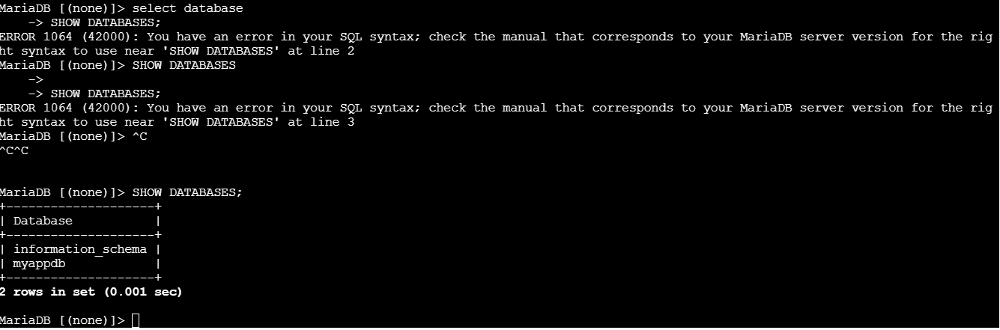 MariaDB [(none)]> select database
    -> SHOW DATABASES;
ERROR 1064 (42000): You have an error in your SQL syntax; check the manual that corresponds to your MariaDB server version for the rig
ht syntax to use near 'SHOW DATABASES' at line 2
MariaDB [(none)]> SHOW DATABASES
    ->
    -> SHOW DATABASES;
ERROR 1064 (42000): You have an error in your SQL syntax; check the manual that corresponds to your MariaDB server version for the rig
ht syntax to use near 'SHOW DATABASES' at line 3
MariaDB [(none)]> ^C
^C^C
MariaDB [(none)]> SHOW DATABASES;
+--------------------+
| Database           |
+--------------------+
| information_schema |
| myappdb            |
+--------------------+
2 rows in set (0.001 sec)
MariaDB [(none)]>